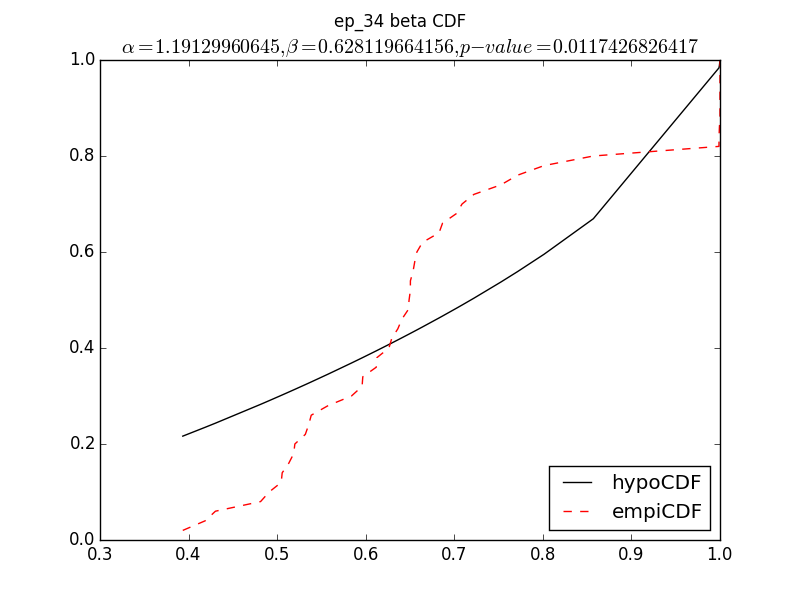 ep_34 beta CDF
α=1.19129960645,β=0.628119664156,p−value=0.0117426826417
1.0
0.8
0.6
0.4
0.2
0.0
0.3 0.4 0.5 0.6 0.7 0.8 0.9 1.0
hypoCDF
empiCDF